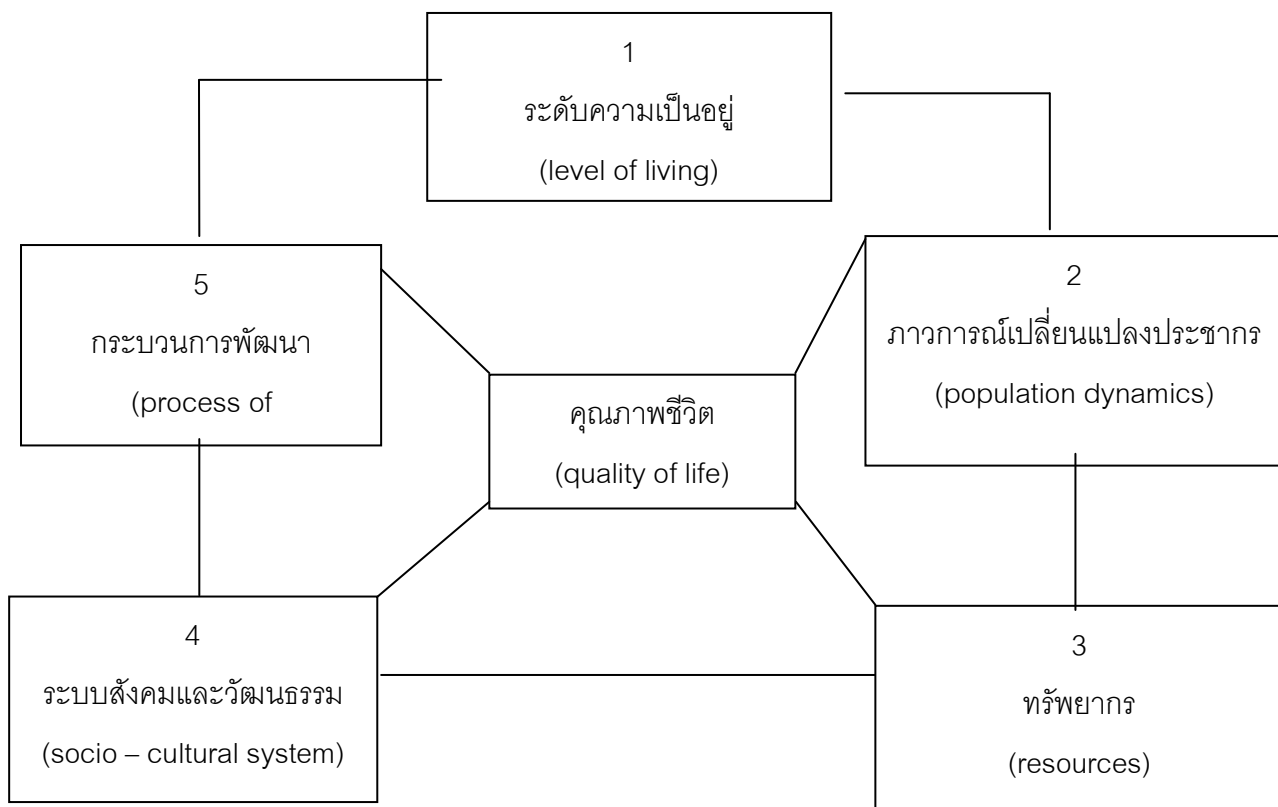 1
ระดับความเป็นอยู่
(level of living)
2
ภาวการณ์เปลี่ยนแปลงประชากร
(population dynamics)
3
ทรัพยากร
(resources)
4
ระบบสังคมและวัฒนธรรม
(socio – cultural system)
5
กระบวนการพัฒนา
(process of
คุณภาพชีวิต
(quality of life)